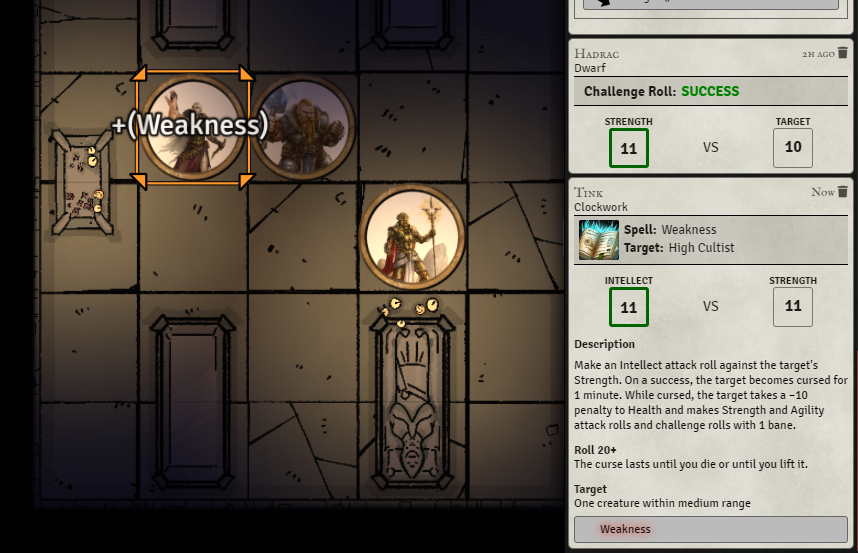 +(Weakness)
Hadrag
2h ago
Dwarf
Challenge Roll: SUCCESS
STRENGTH
TARGET
11
VS
10
Tink
Now
Clockwork
Spell: Weakness
Target: High Cultist
INTELLECT
STRENGTH
11
VS
11
Description
Make an Intellect attack roll against the target's
Strength. On a success, the target becomes cursed for
1 minute. While cursed, the target takes a −10
penalty to Health and makes Strength and Agility
attack rolls and challenge rolls with 1 bane.
Roll 20+
The curse lasts until you die or until you lift it.
Target
One creature within medium range
Weakness